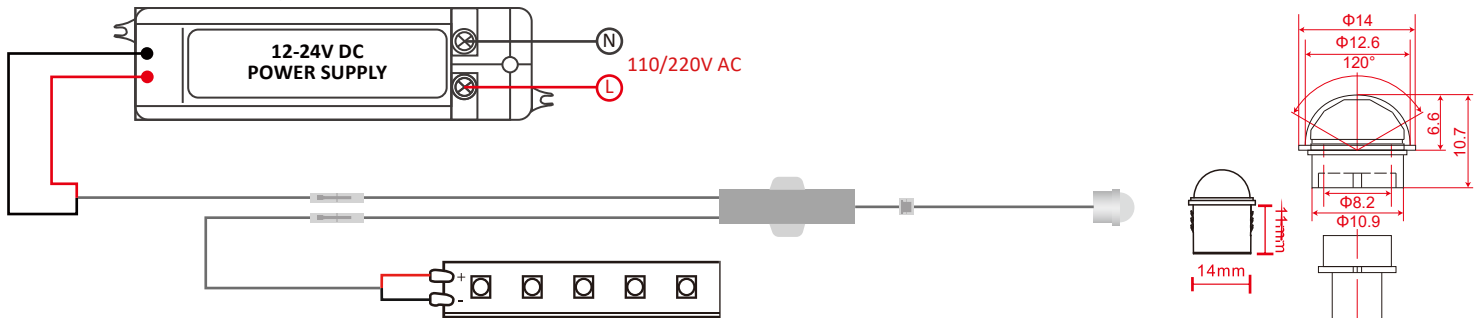 12-24V DC
POWER SUPPLY
N
110/220V AC
L
+
-
Φ14
Φ12.6
120°
6.6
10.7
Φ8.2
Φ10.9
11mm
14mm